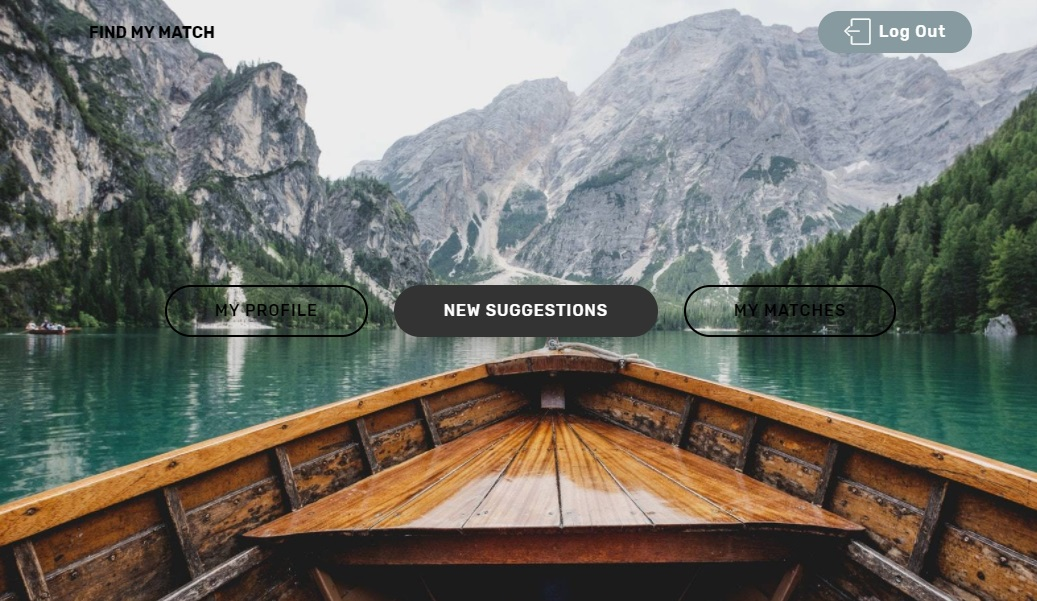 FIND MY MATCH
Log Out
MY PROFILE
NEW SUGGESTIONS
MY MATCHES